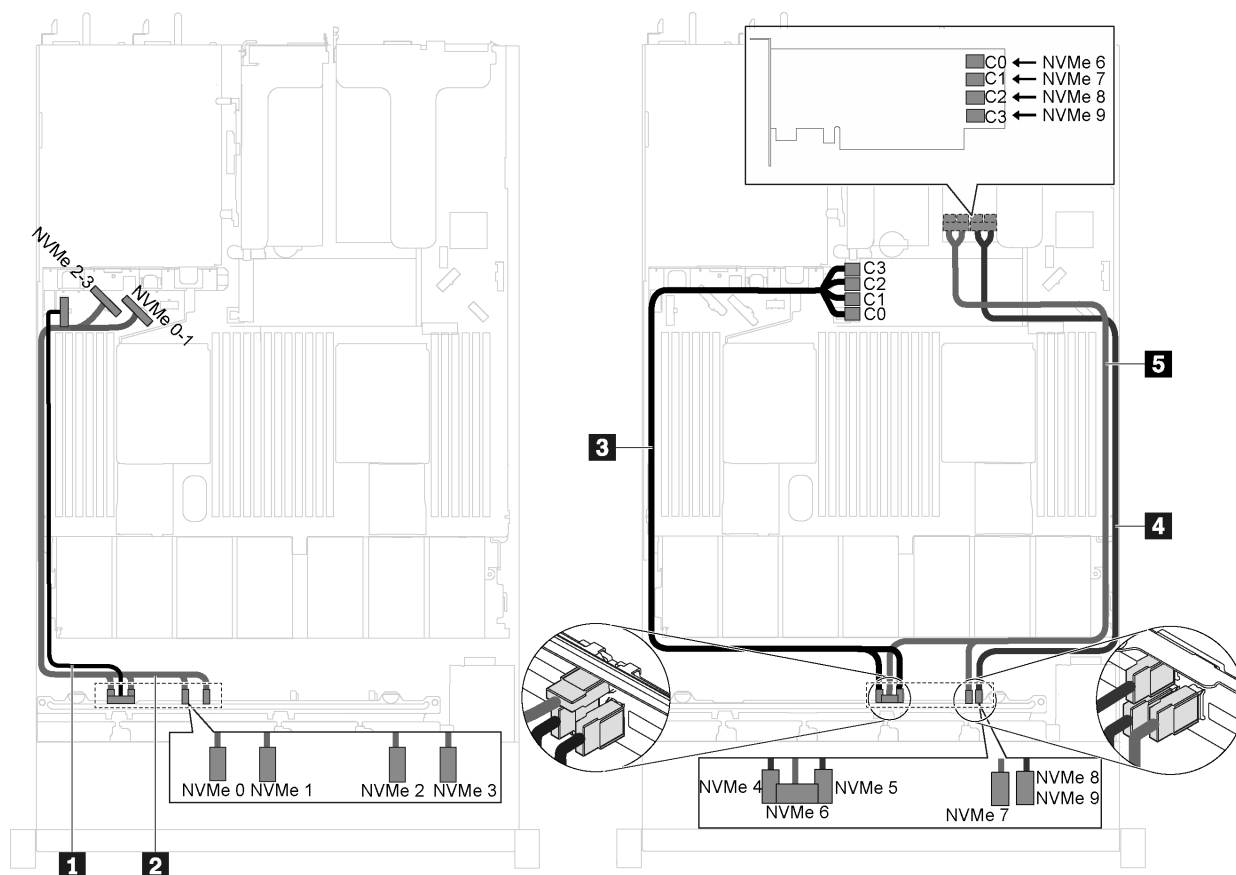 C0 ← NVMe 6
C1 ← NVMe 7
C2 ← NVMe 8
C3 ← NVMe 9
NVMe 2-3
NVMe 0-1
C3
C2
C1
C0
5
3
4
NVMe 0
NVMe 1
NVMe 2
NVMe 3
NVMe 4
NVMe 5
NVMe 6
NVMe 7
NVMe 8
NVMe 9
1
2